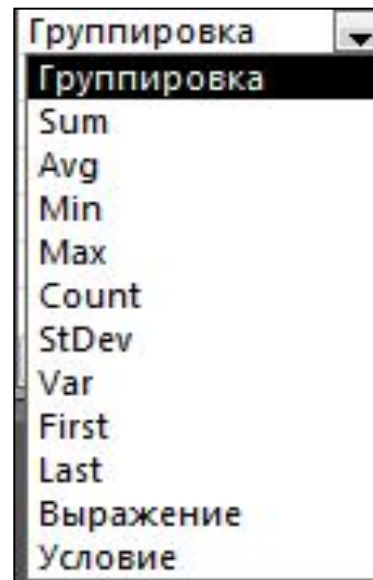 Группировка
Группировка
Sum
Avg
Min
Max
Count
StDev
Var
First
Last
Выражение
Условие